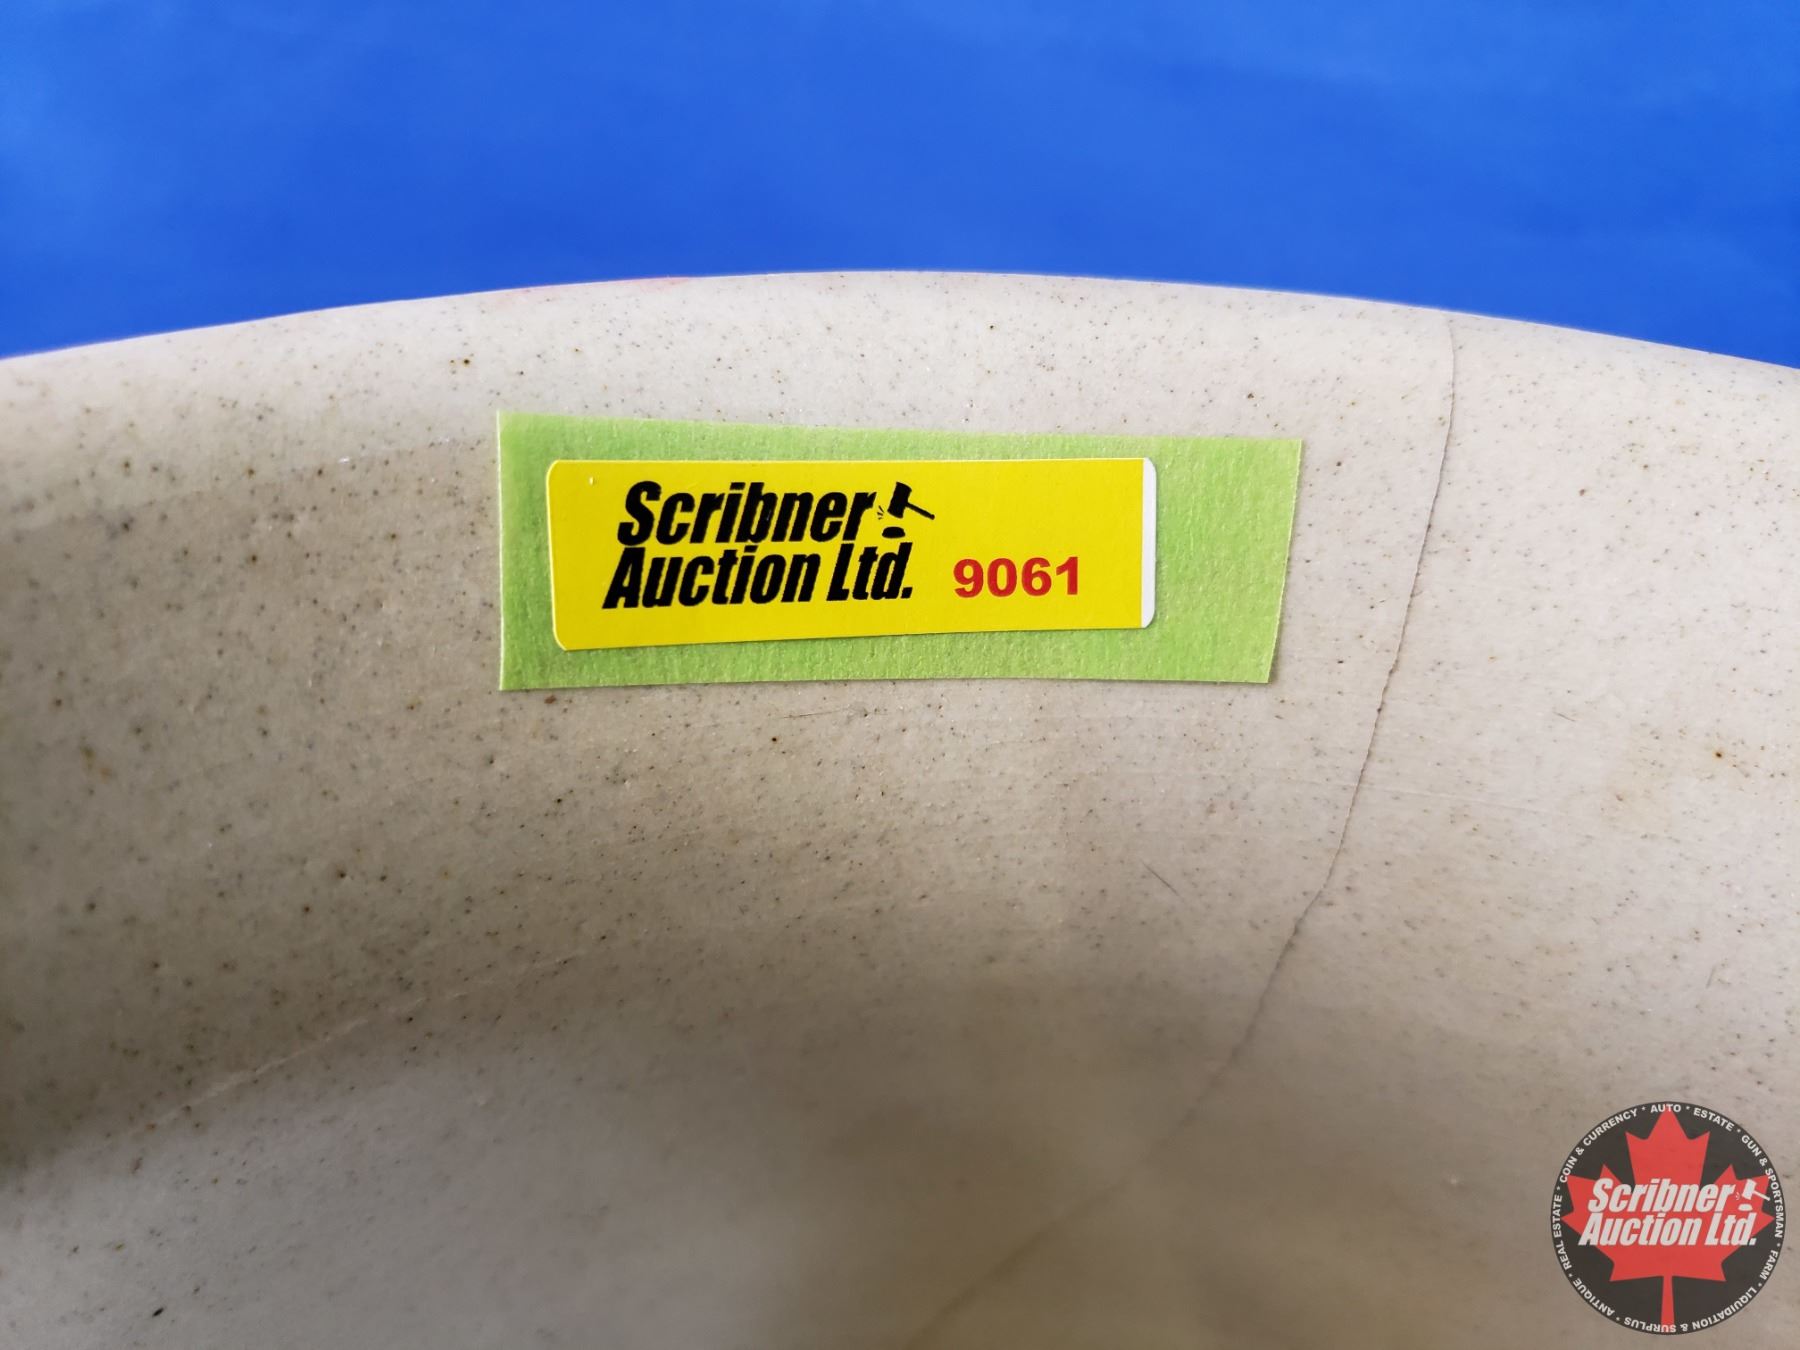 Scribner
Auction Ltd. 9061
COIN & CURRENCY * AUTO * ESTATE * GUN & SPORTSMAN * FARM * LIQUIDATION & SURPLUS * ANTIQUE * REAL ESTATE *
Scribner
Auction Ltd.